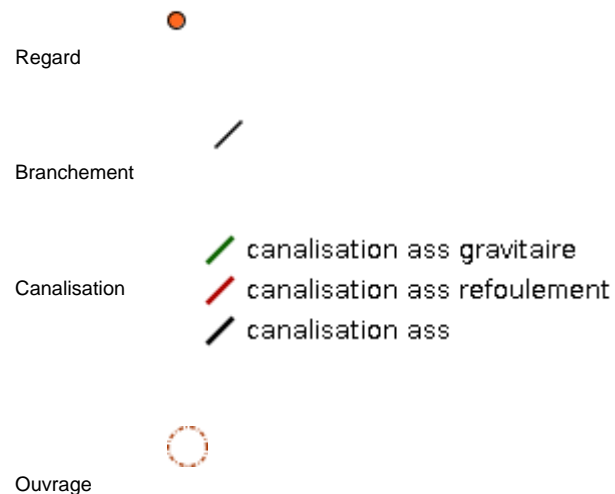 Regard
Branchement
canalisation ass gravitaire
Canalisation
canalisation ass refoulement
canalisation ass
Ouvrage